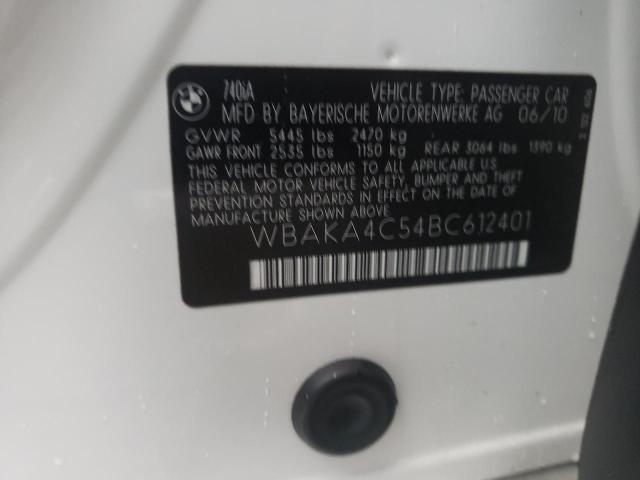 740iA VEHICLE TYPE: PASSENGER CAR
MFD BY BAYERISCHE MOTORENWERKE AG 06/10
GVWR 5445 lbs 2470 kg
GAWR FRONT 2535 lbs 1150 kg REAR 3064 lbs 1390 kg
THIS VEHICLE CONFORMS TO ALL APPLICABLE U.S.
FEDERAL MOTOR VEHICLE SAFETY, BUMPER AND THEFT
PREVENTION STANDARDS IN EFFECT ON THE DATE OF
MANUFACTURE SHOWN ABOVE.
WBAKA4C54BC612401